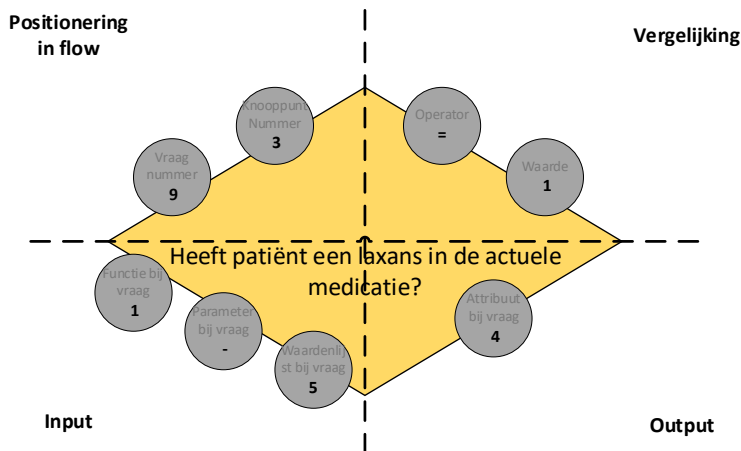 Positionering
in flow
Vergelijking
Knooppunt
Nummer
3
Operator
=
Vraag
nummer
9
Waarde
1
Heeft patiënt een laxans in de actuele
medicatie?
Functie bij
vraag
1
Parameter
bij vraag
-
Waardenlij
st bij vraag
5
Attribuut
bij vraag
4
Input
Output